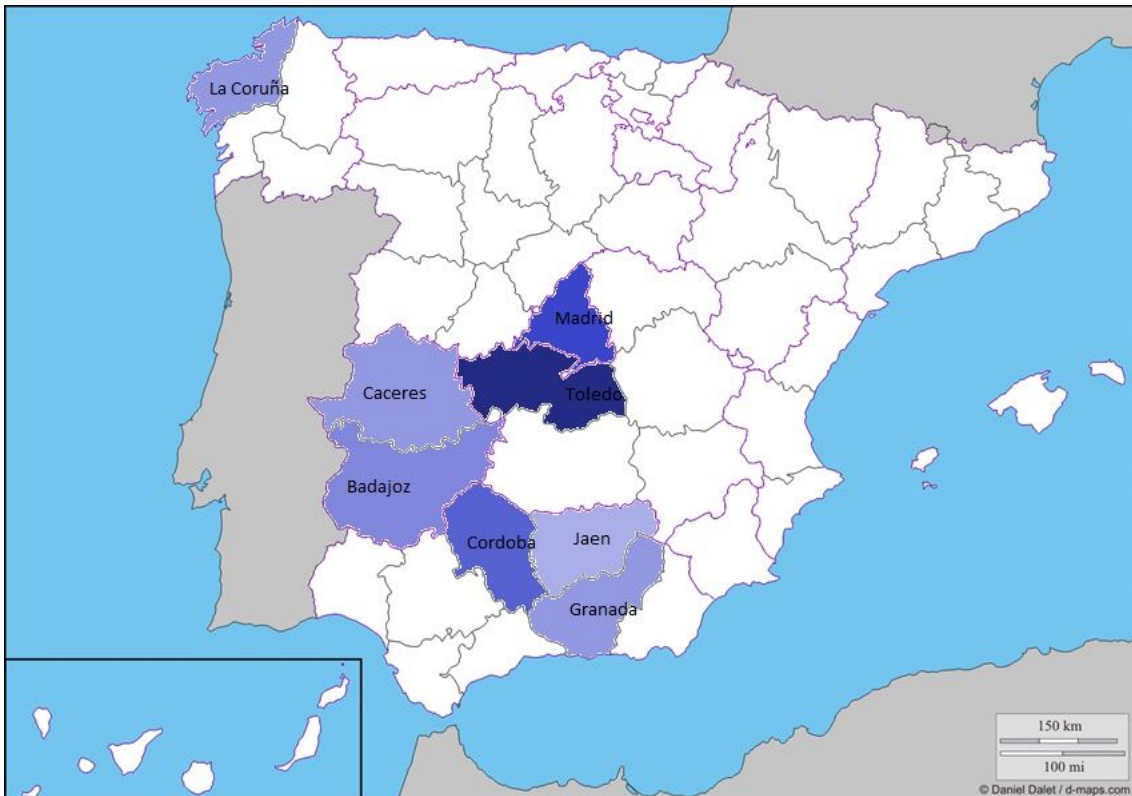 La Coruña
Madrid
Toledo
Caceres
Badajoz
Cordoba
Jaen
Granada
150 km
100 mi
© Daniel Dalet / d-maps.com